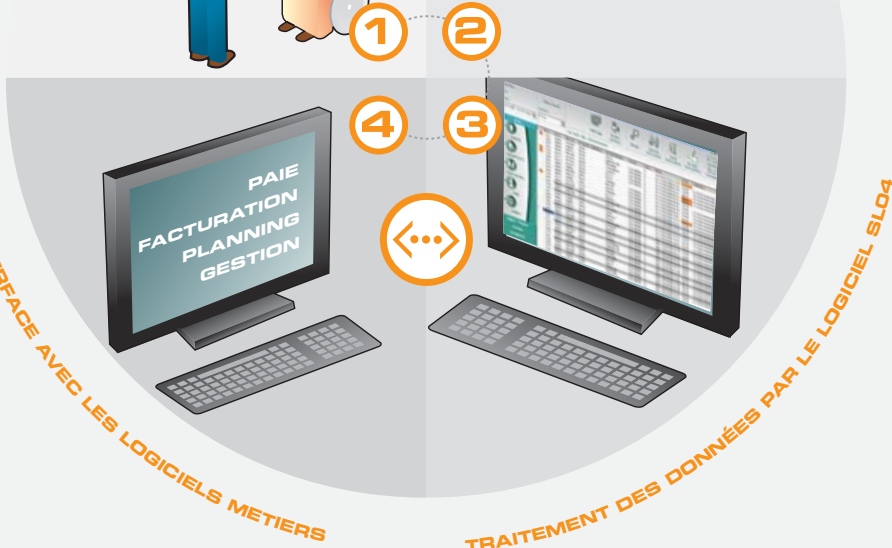 1
2
4
3
PAIE
FACTURATION
PLANNING
GESTION
AVEC LES LOGICIELS METIERS
TRAITEMENT DES DONNÉES PAR LE LOGICIEL SL04